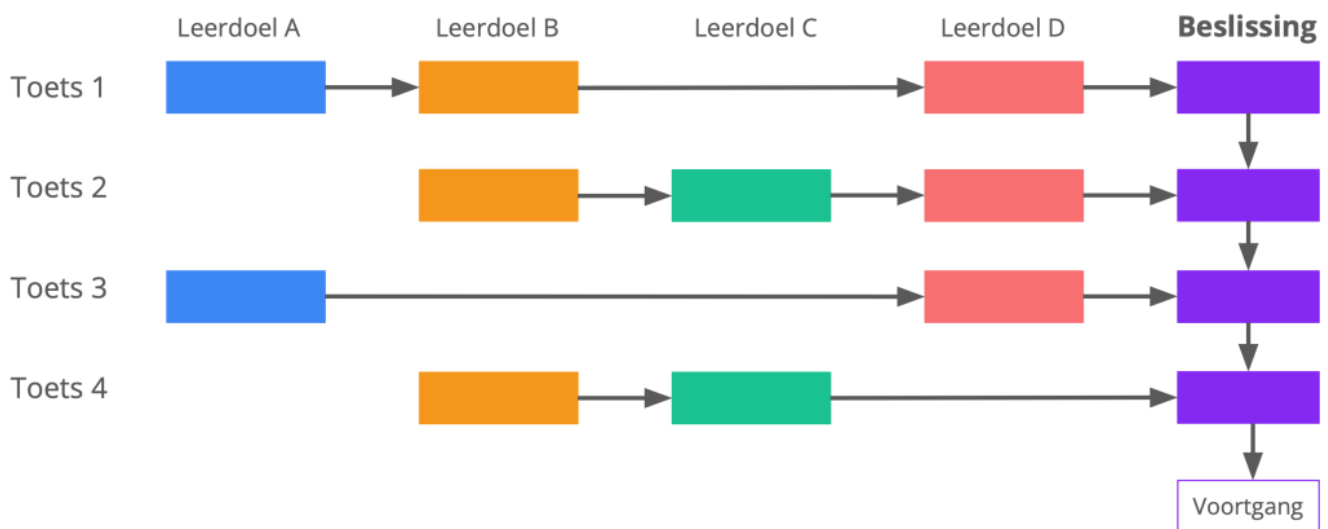 Leerdoel A Leerdoel B Leerdoel C Leerdoel D Beslissing
Toets 1
Toets 2
Toets 3
Toets 4
Voortgang